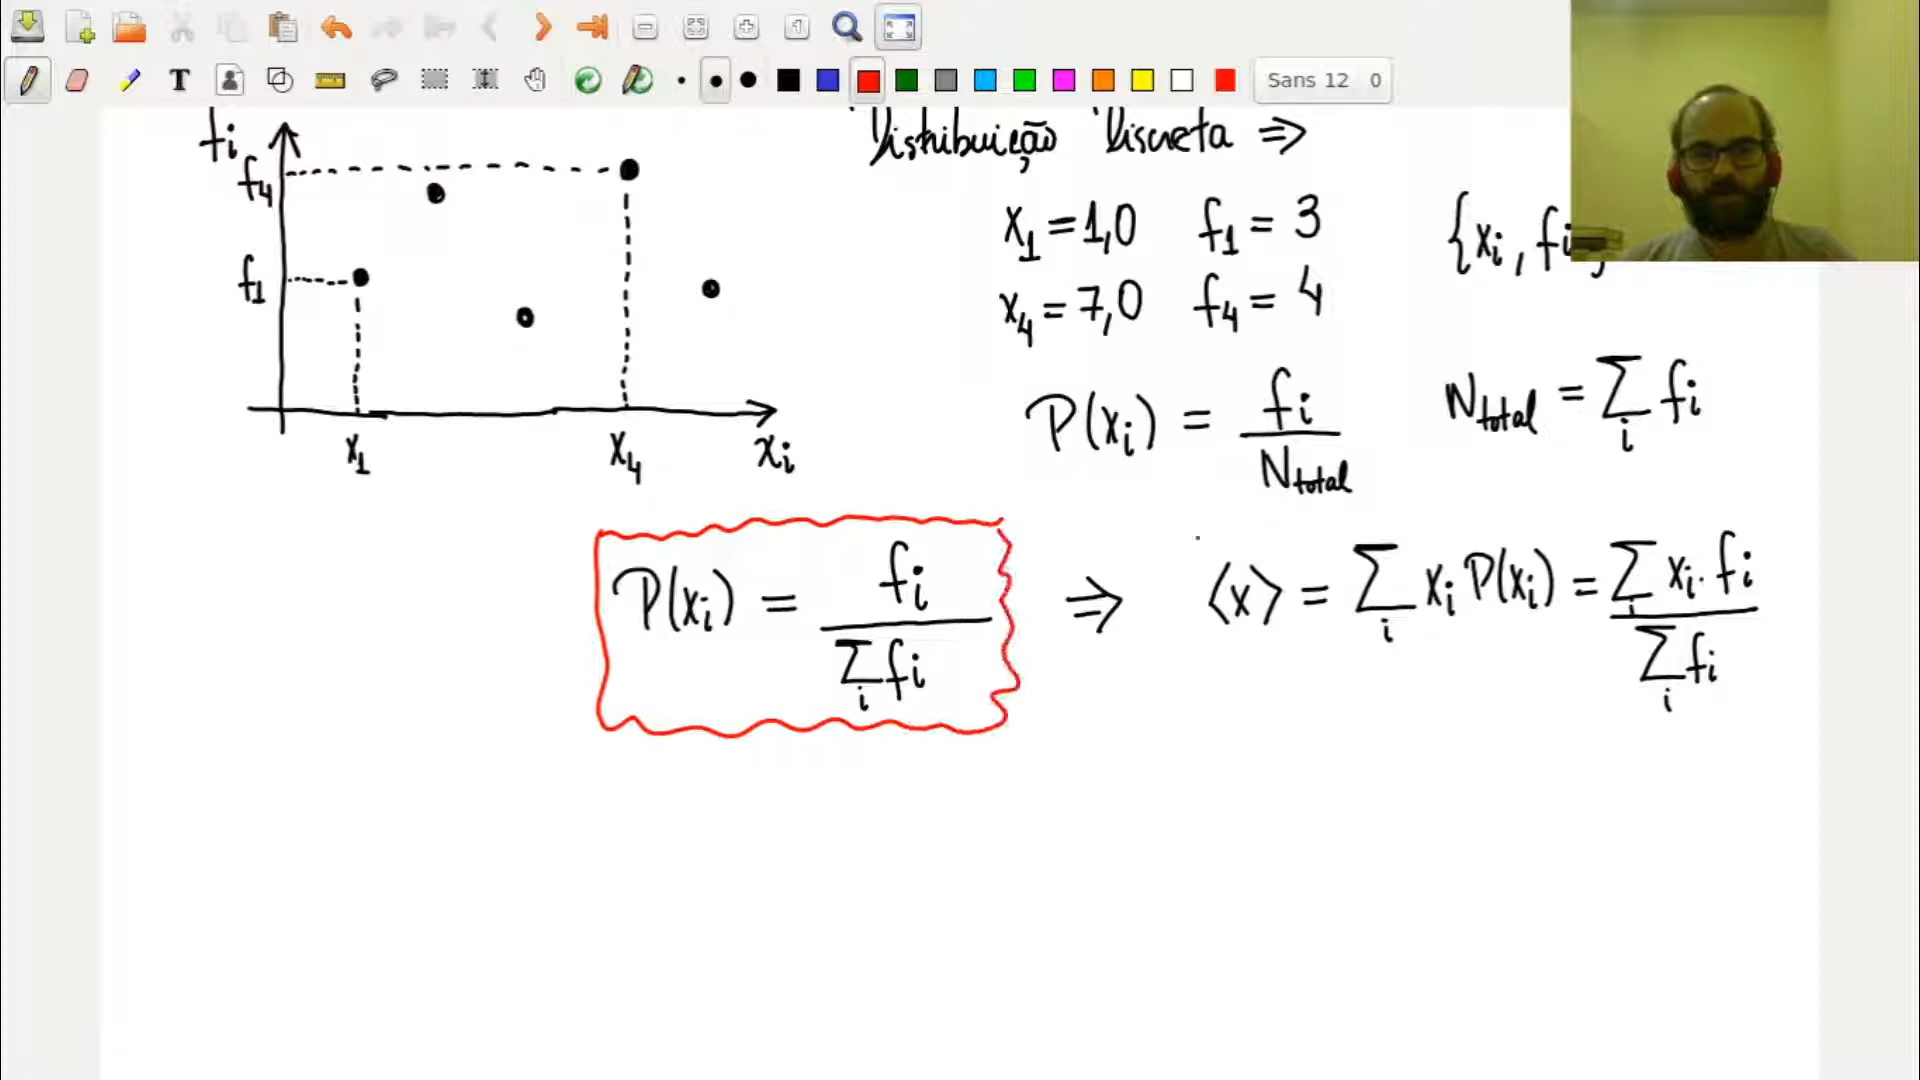 T Sans 12 0
fi
Distribuição Discreta ⇒
f4
x1 = 1,0 f1 = 3 {xi, fi
f1
x4 = 7,0 f4 = 4
P(xi) = fi / Ntotal Ntotal = Σi fi
x1 x4 xi
P(xi) = fi / Σi fi ⇒ ⟨x⟩ = Σi xi P(xi) = Σi xi · fi / Σi fi